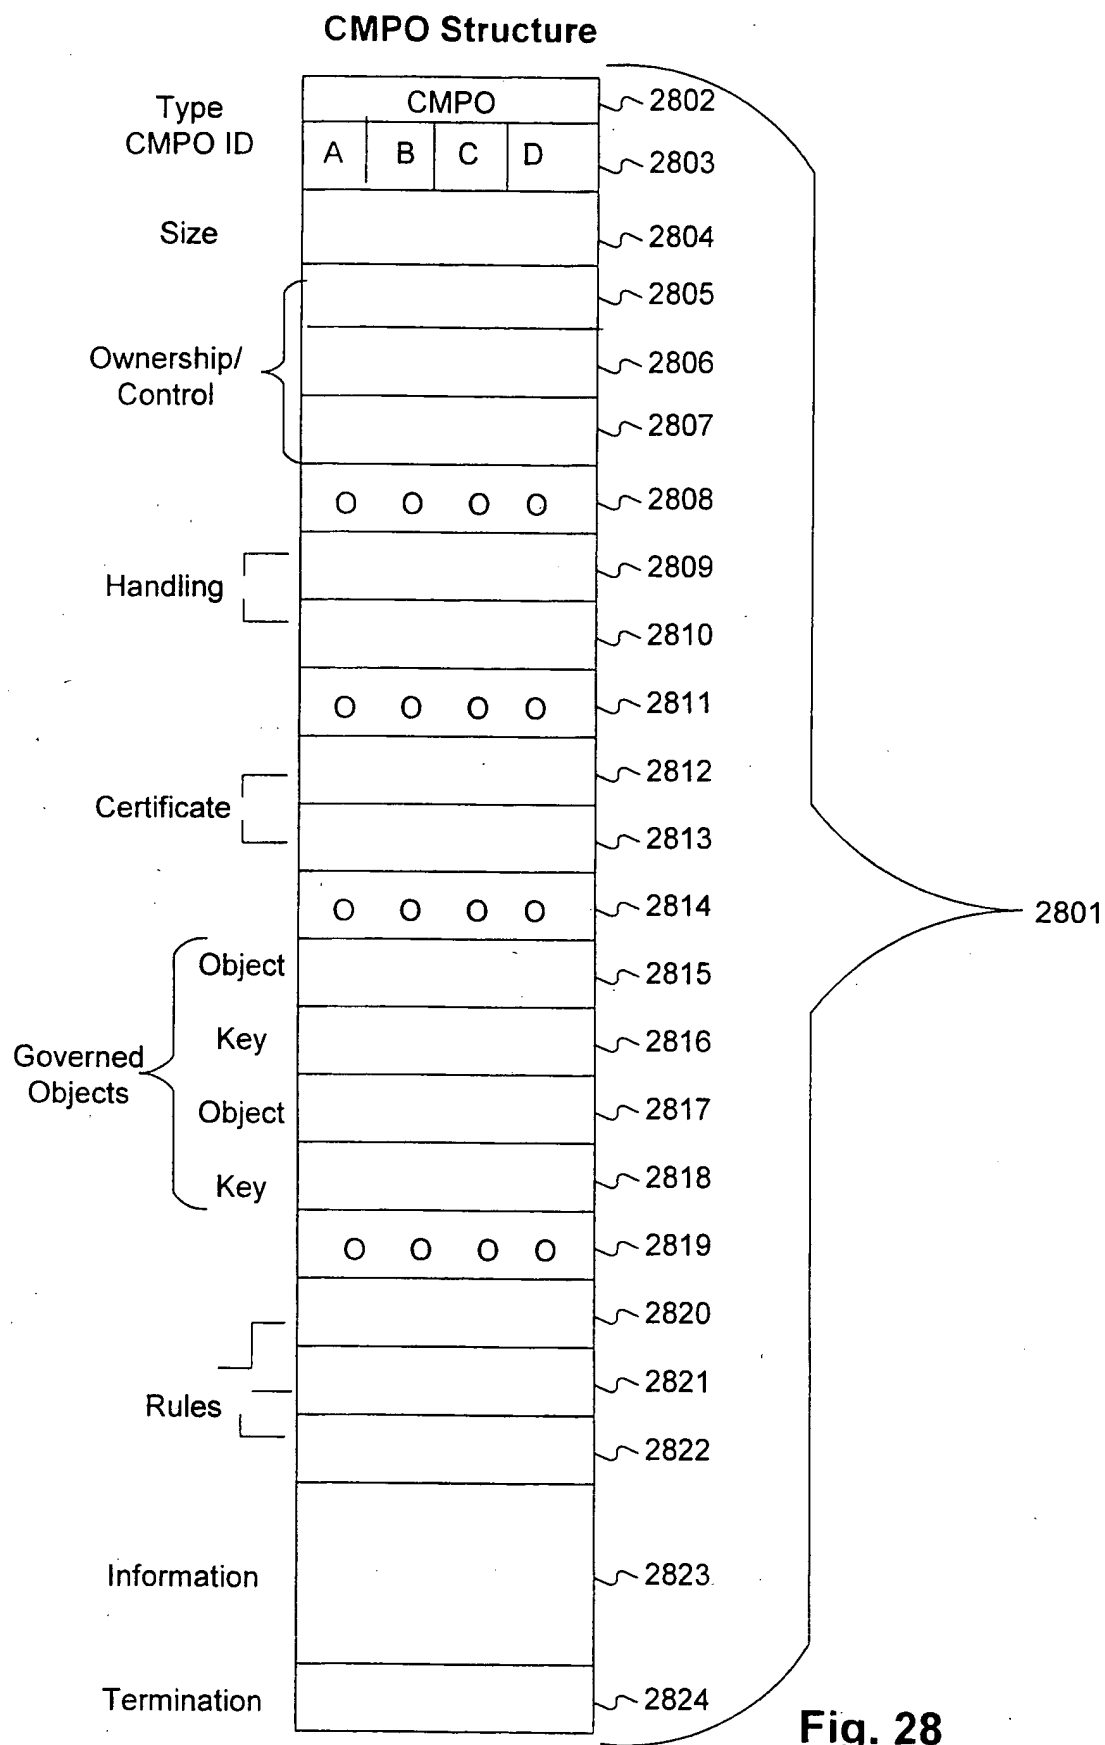 CMPO Structure
Type
CMPO ID
CMPO
2802
A B C D
2803
Size
2804
2805
Ownership/
Control
2806
2807
O O O O
2808
Handling
2809
2810
O O O O
2811
Certificate
2812
2813
O O O O
2814
Governed
Objects
Object
2815
Key
2816
Object
2817
Key
2818
O O O O
2819
Rules
2820
2821
2822
Information
2823
Termination
2824
2801
Fig. 28